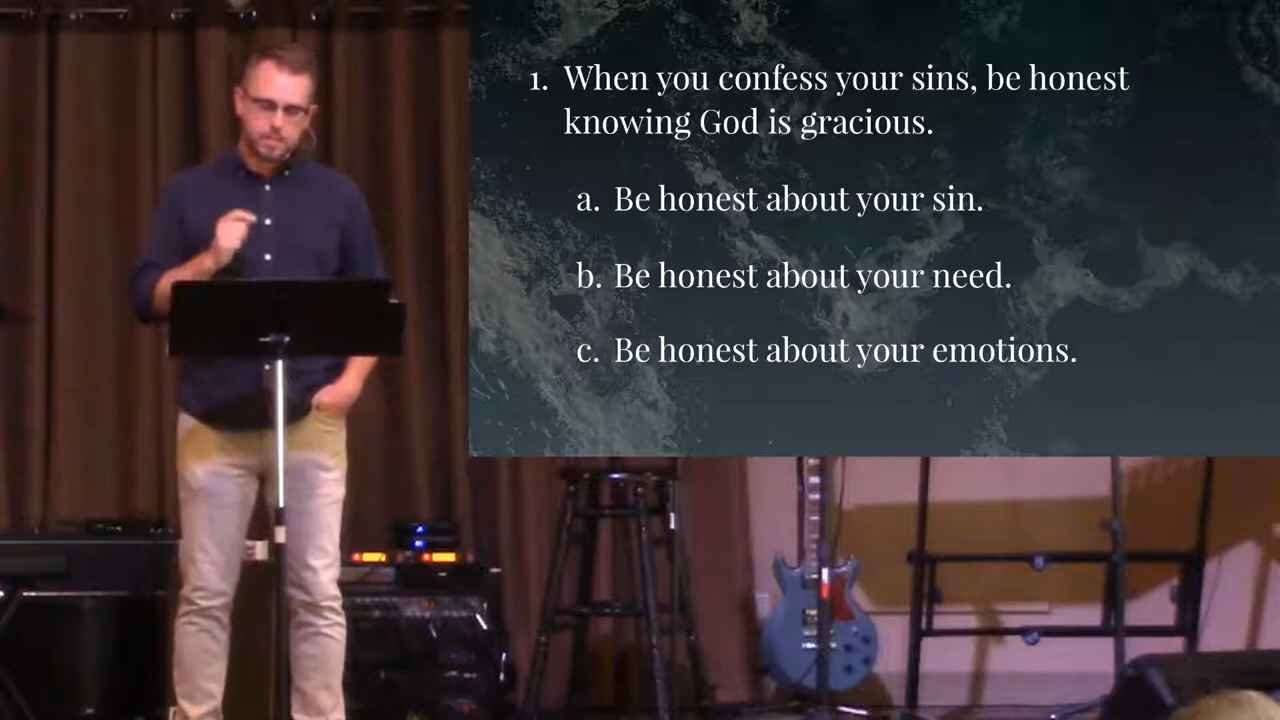 1. When you confess your sins, be honest
knowing God is gracious.
a. Be honest about your sin.
b. Be honest about your need.
c. Be honest about your emotions.